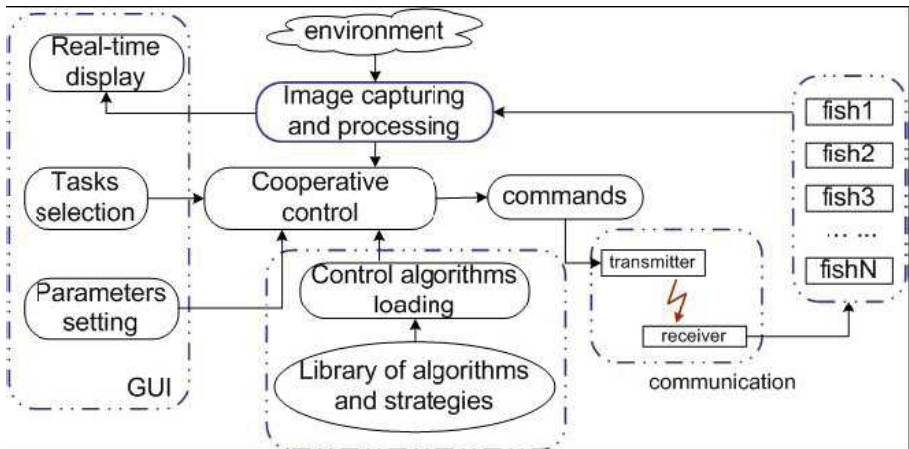 environment
Real-time
display
Image capturing
and processing
fish1
fish2
fish3
... ...
fishN
Tasks
selection
Cooperative
control
commands
transmitter
receiver
communication
Parameters
setting
GUI
Control algorithms
loading
Library of algorithms
and strategies